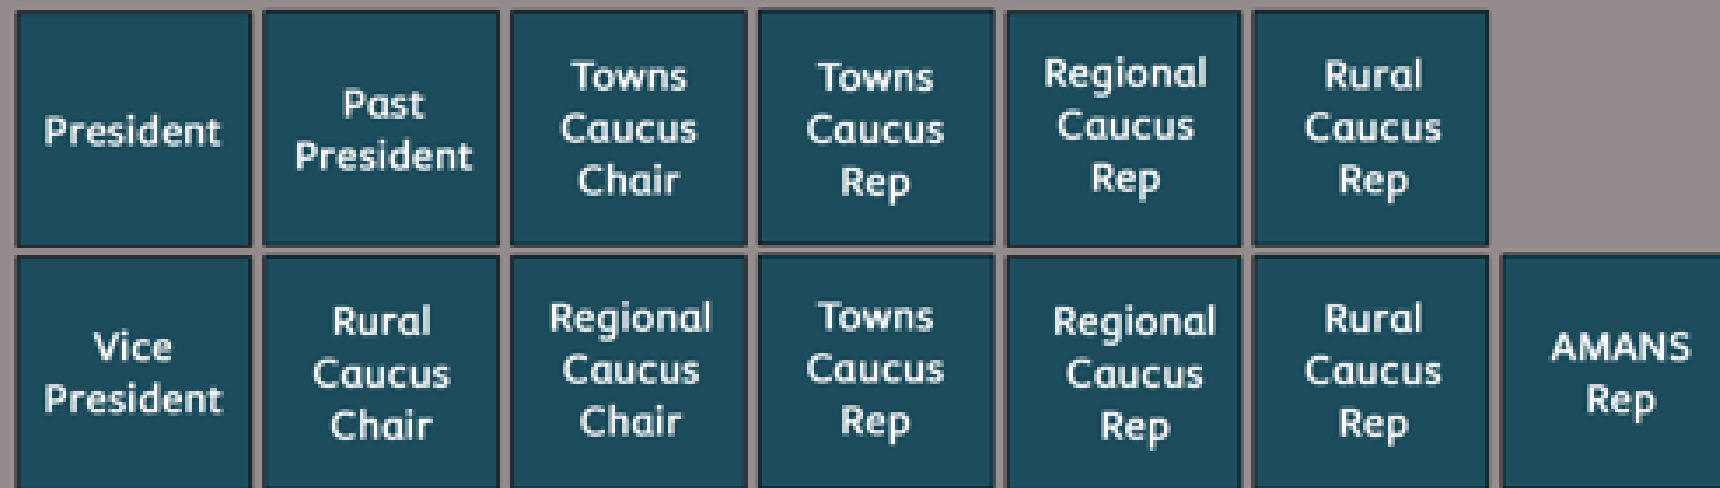 President
Past
President
Towns
Caucus
Chair
Towns
Caucus
Rep
Regional
Caucus
Rep
Rural
Caucus
Rep
Vice
President
Rural
Caucus
Chair
Regional
Caucus
Chair
Towns
Caucus
Rep
Regional
Caucus
Rep
Rural
Caucus
Rep
AMANS
Rep